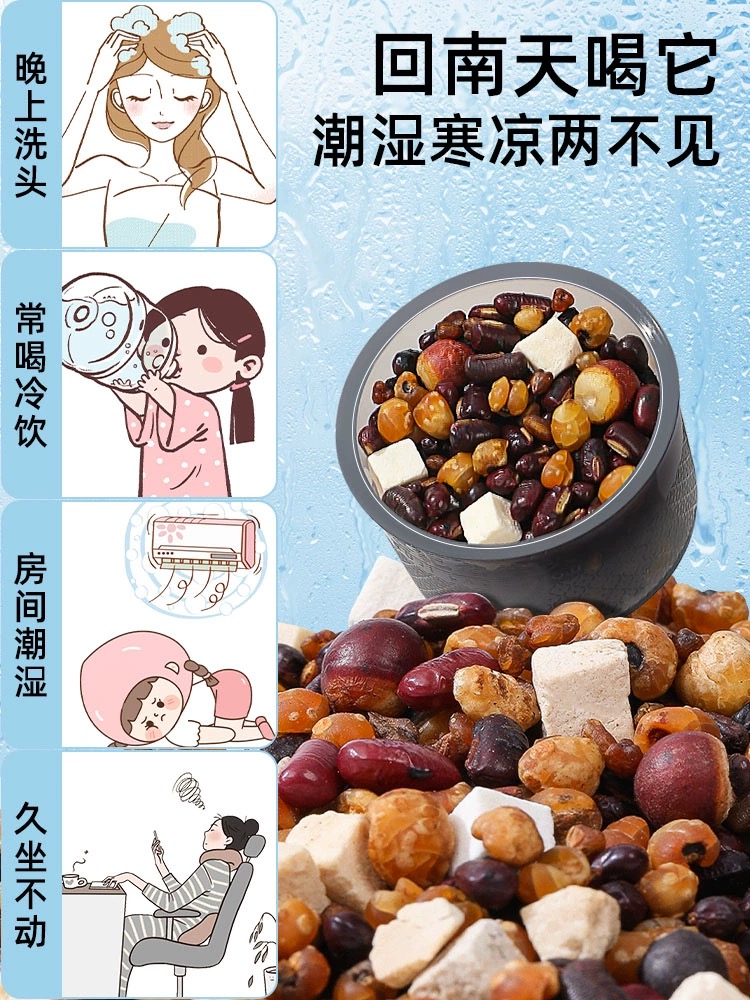 回南天喝它
潮湿寒凉两不见
晚上洗头
常喝冷饮
房间潮湿
久坐不动